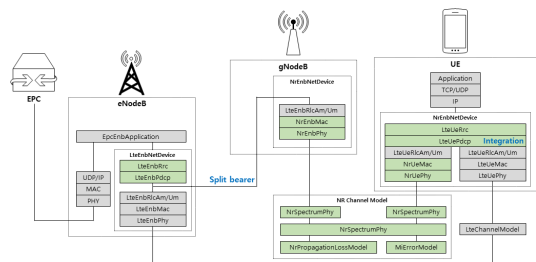 EPC
eNodeB
EpcEnbApplication
UDP/IP
MAC
PHY
LteEnbNetDevice
LteEnbRrc
LteEnbPdcp
LteEnbRlcAm/Um
LteEnbMac
LteEnbPhy
Split bearer
gNodeB
NrEnbNetDevice
LteEnbRlcAm/Um
NrEnbMac
NrEnbPhy
UE
Application
TCP/UDP
IP
NrEnbNetDevice
LteUeRrc
LteUePdcp
Integration
LteUeRlcAm/Um
NrUeMac
NrUePhy
LteUeRlcAm/Um
LteUeMac
LteUePhy
NR Channel Model
NrSpectrumPhy
NrSpectrumPhy
NrSpectrumPhy
NrPropagationLossModel
MiErrorModel
LteChannelModel